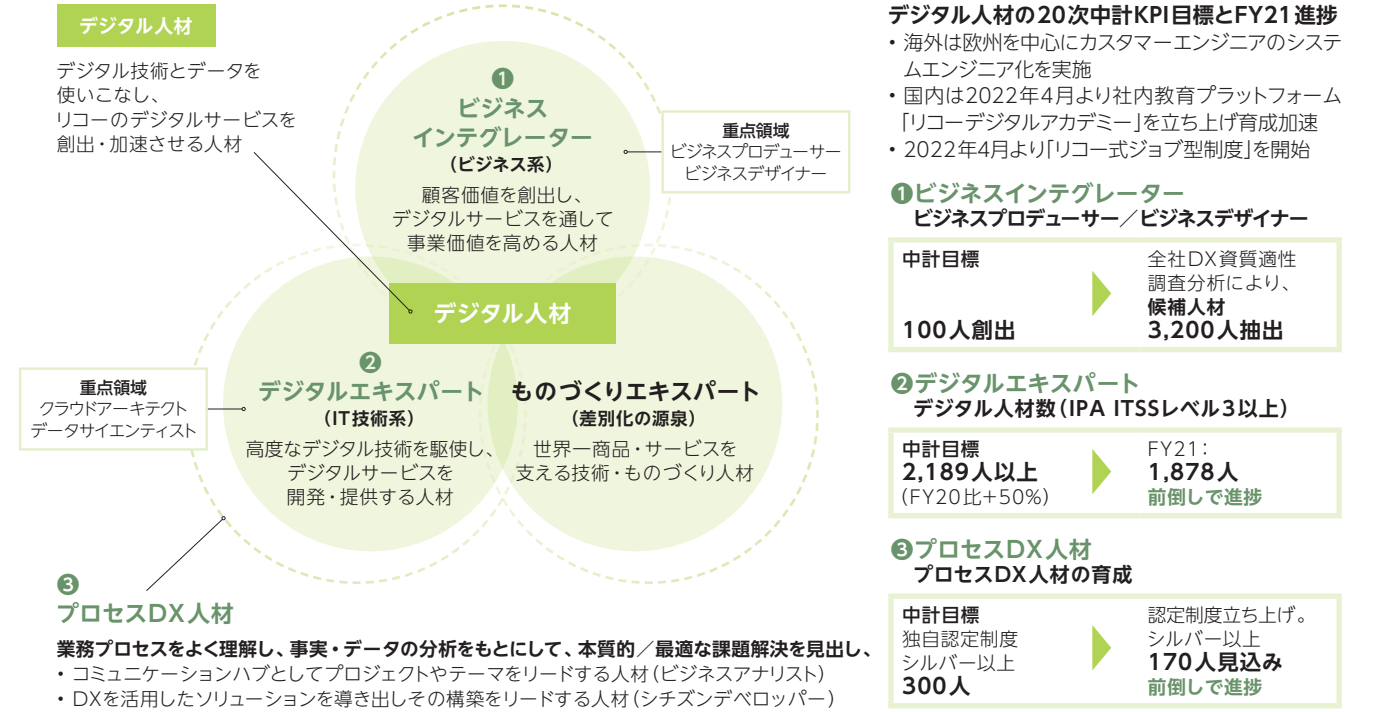 デジタル人材
デジタル技術とデータを
使いこなし、
リコーのデジタルサービスを
創出・加速させる人材
❶
ビジネス
インテグレーター
(ビジネス系)
顧客価値を創出し、
デジタルサービスを通して
事業価値を高める人材
重点領域
ビジネスプロデューサー
ビジネスデザイナー
デジタル人材
❷
デジタルエキスパート
(IT技術系)
高度なデジタル技術を駆使し、
デジタルサービスを
開発・提供する人材
重点領域
クラウドアーキテクト
データサイエンティスト
ものづくりエキスパート
(差別化の源泉)
世界一商品・サービスを
支える技術・ものづくり人材
❸
プロセスDX人材
業務プロセスをよく理解し、事実・データの分析をもとにして、本質的/最適な課題解決を見出し、
・コミュニケーションハブとしてプロジェクトやテーマをリードする人材(ビジネスアナリスト)
・DXを活用したソリューションを導き出しその構築をリードする人材(シチズンデベロッパー)
デジタル人材の20次中計KPI目標とFY21進捗
・海外は欧州を中心にカスタマーエンジニアのシステ
ムエンジニア化を実施
・国内は2022年4月より社内教育プラットフォーム
「リコーデジタルアカデミー」を立ち上げ育成加速
・2022年4月より「リコー式ジョブ型制度」を開始
❶ビジネスインテグレーター
ビジネスプロデューサー/ビジネスデザイナー
中計目標
100人創出
全社DX資質適性
調査分析により、
候補人材
3,200人抽出
❷デジタルエキスパート
デジタル人材数(IPA ITSSレベル3以上)
中計目標
2,189人以上
(FY20比+50%)
FY21:
1,878人
前倒しで進捗
❸プロセスDX人材
プロセスDX人材の育成
中計目標
独自認定制度
シルバー以上
300人
認定制度立ち上げ。
シルバー以上
170人見込み
前倒しで進捗